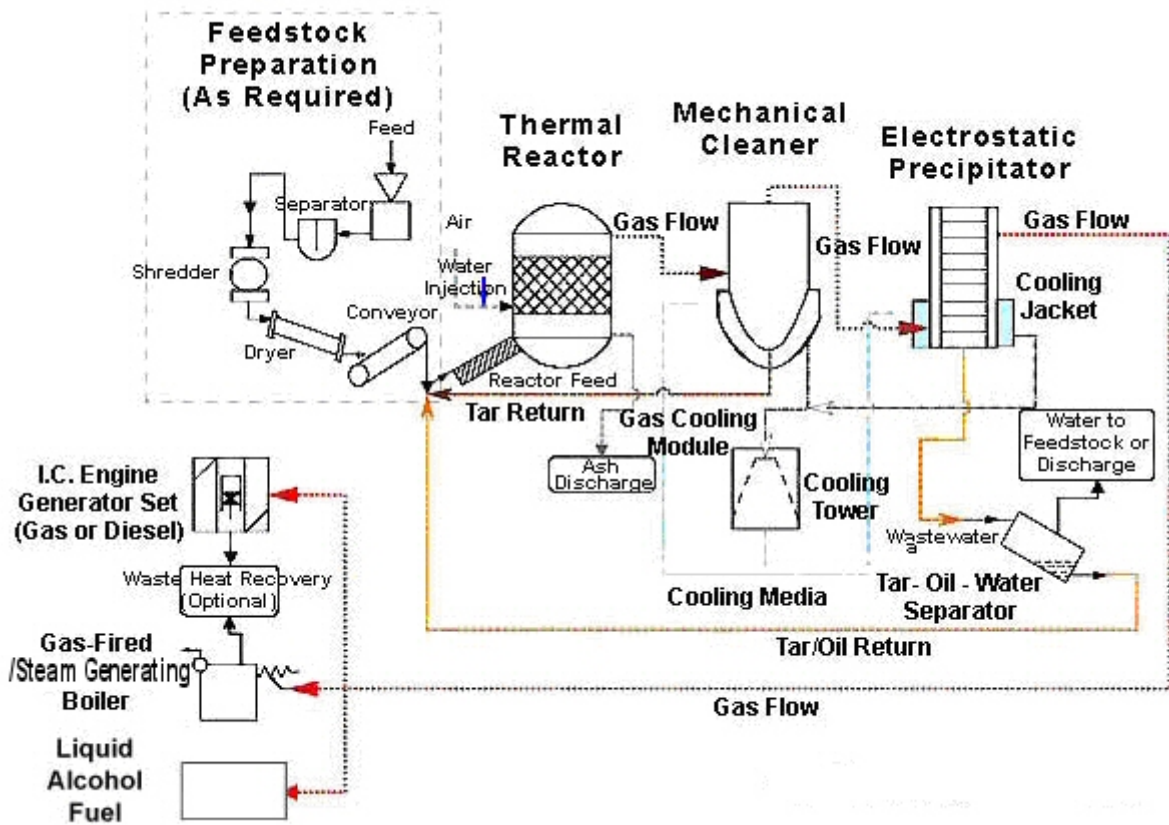 Feedstock
Preparation
(As Required)
Feed
Separator
Shredder
Dryer
Conveyor
Air
Water
Injection
Thermal
Reactor
Reactor Feed
Gas Flow
Mechanical
Cleaner
Gas Flow
Electrostatic
Precipitator
Gas Flow
Cooling
Jacket
Tar Return
Gas Cooling
Module
Ash
Discharge
Cooling
Tower
Cooling Media
Water to
Feedstock or
Discharge
Wastewater
a
Tar- Oil - Water
Separator
Tar/Oil Return
Gas Flow
I.C. Engine
Generator Set
(Gas or Diesel)
Waste Heat Recovery
(Optional)
Gas-Fired
/Steam Generating
Boiler
Liquid
Alcohol
Fuel